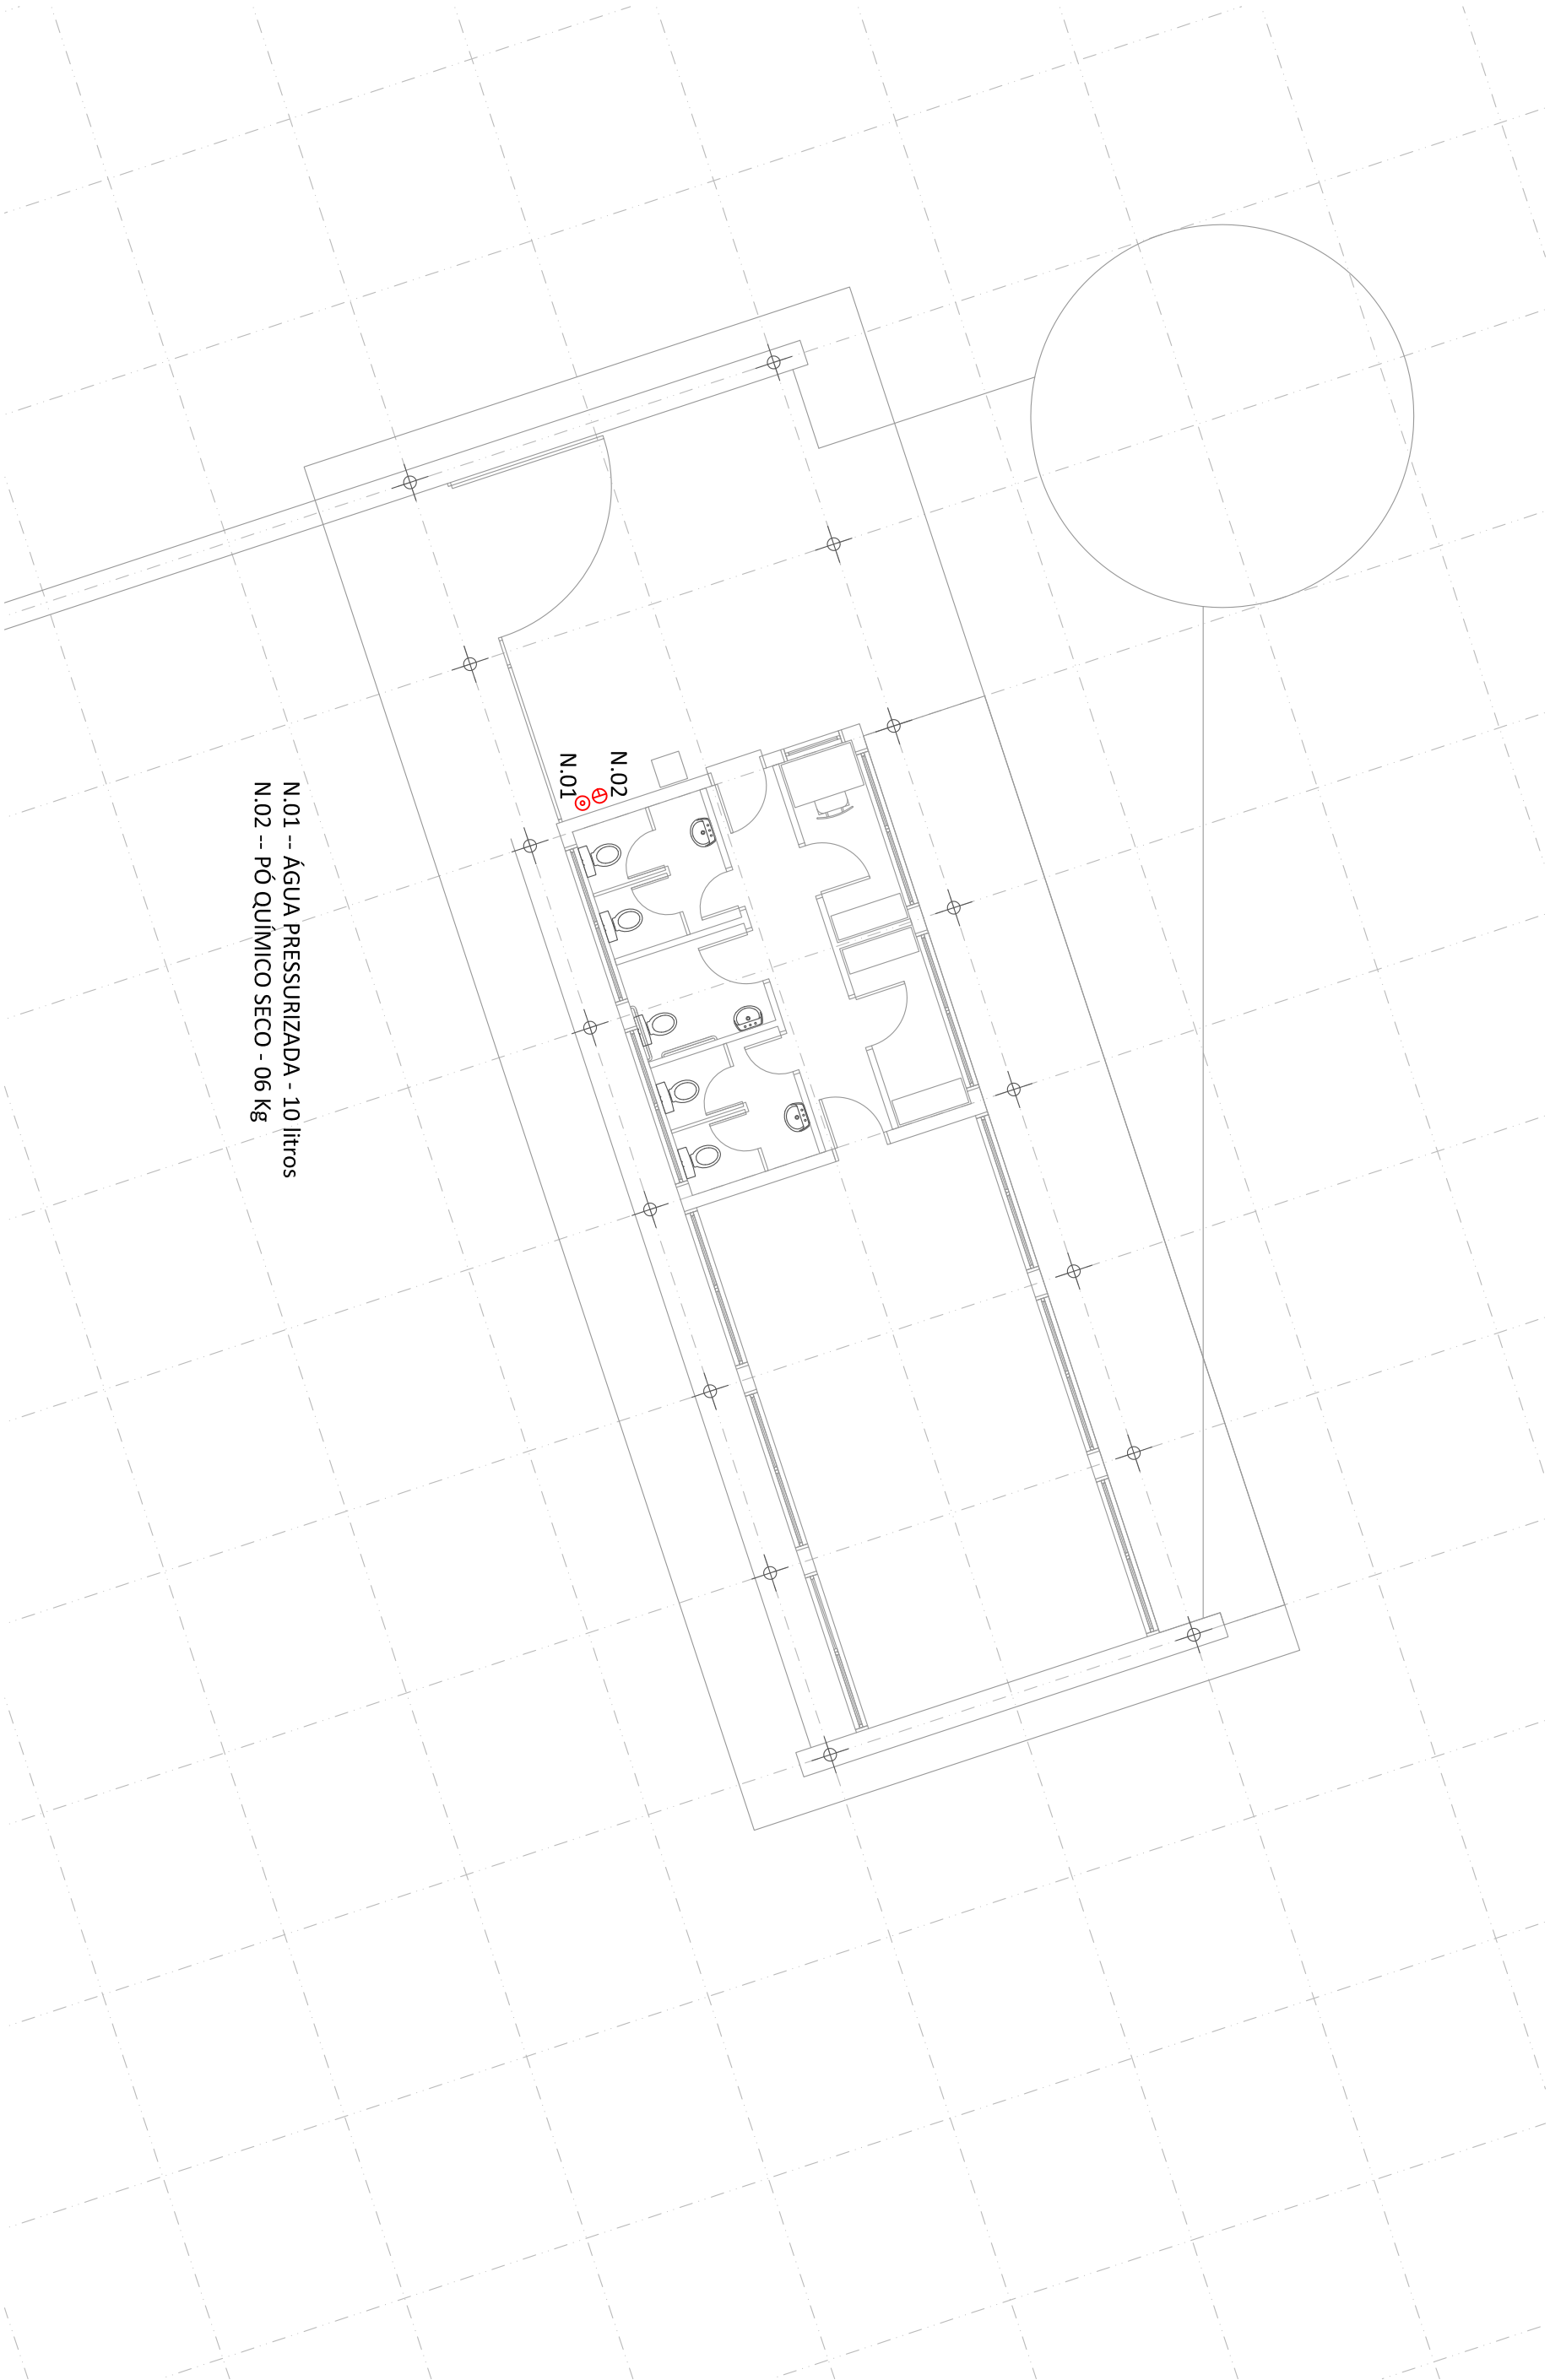 N.02
N.01
N.01 -- ÁGUA PRESSURIZADA - 10 litros
N.02 -- PÓ QUÍMICO SECO - 06 Kg